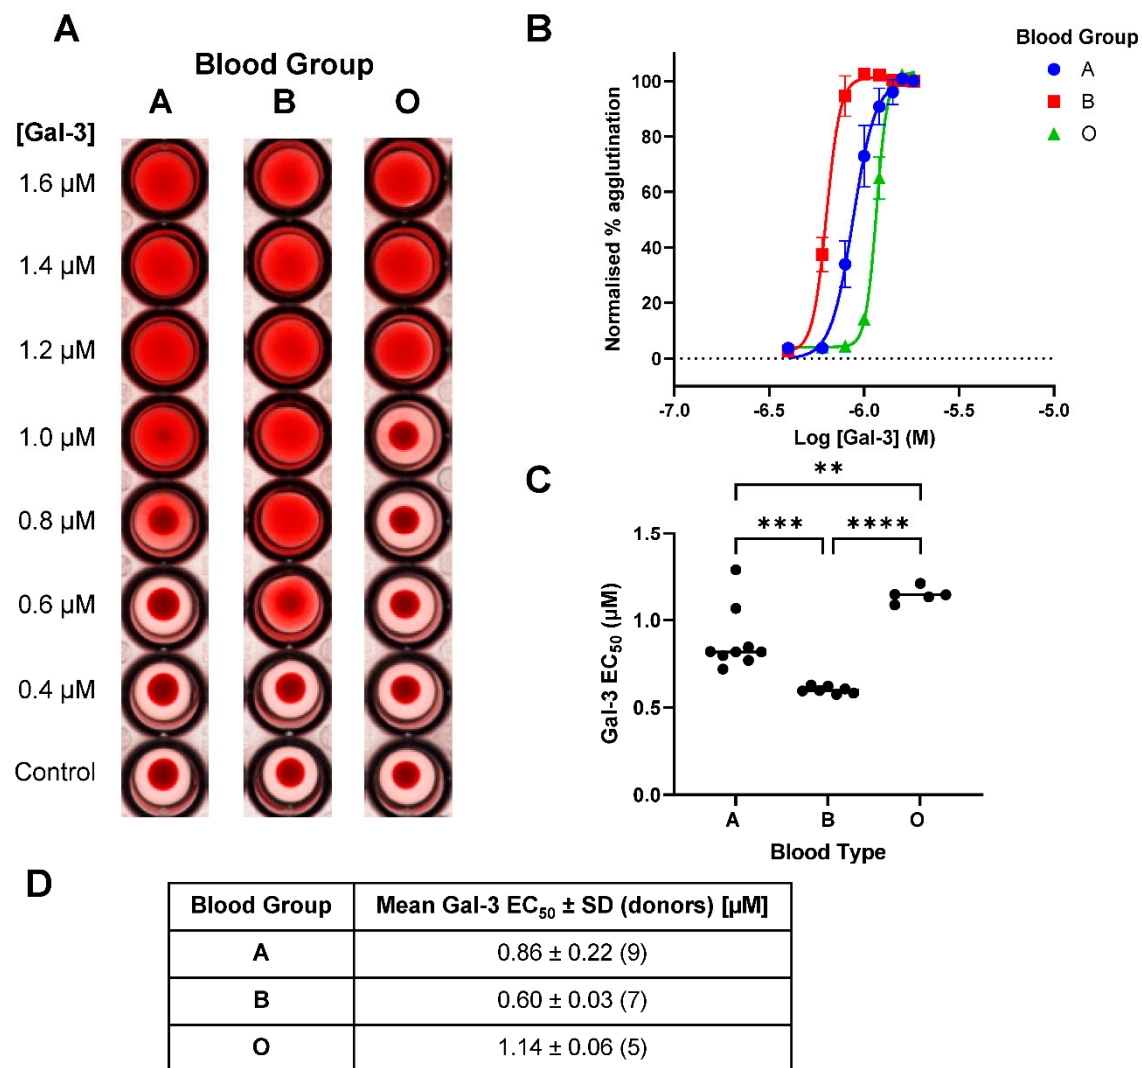 A
Blood Group
A B O
[Gal-3]
1.6 µM
1.4 µM
1.2 µM
1.0 µM
0.8 µM
0.6 µM
0.4 µM
Control
B
Blood Group
A
B
O
Normalised % agglutination
100
80
60
40
20
0
-7.0 -6.5 -6.0 -5.5 -5.0
Log [Gal-3] (M)
C
**
*** ****
Gal-3 EC₅₀ (µM)
1.5
1.0
0.5
0.0
A B O
Blood Type
D
Blood Group Mean Gal-3 EC₅₀ ± SD (donors) [µM]
A 0.86 ± 0.22 (9)
B 0.60 ± 0.03 (7)
O 1.14 ± 0.06 (5)